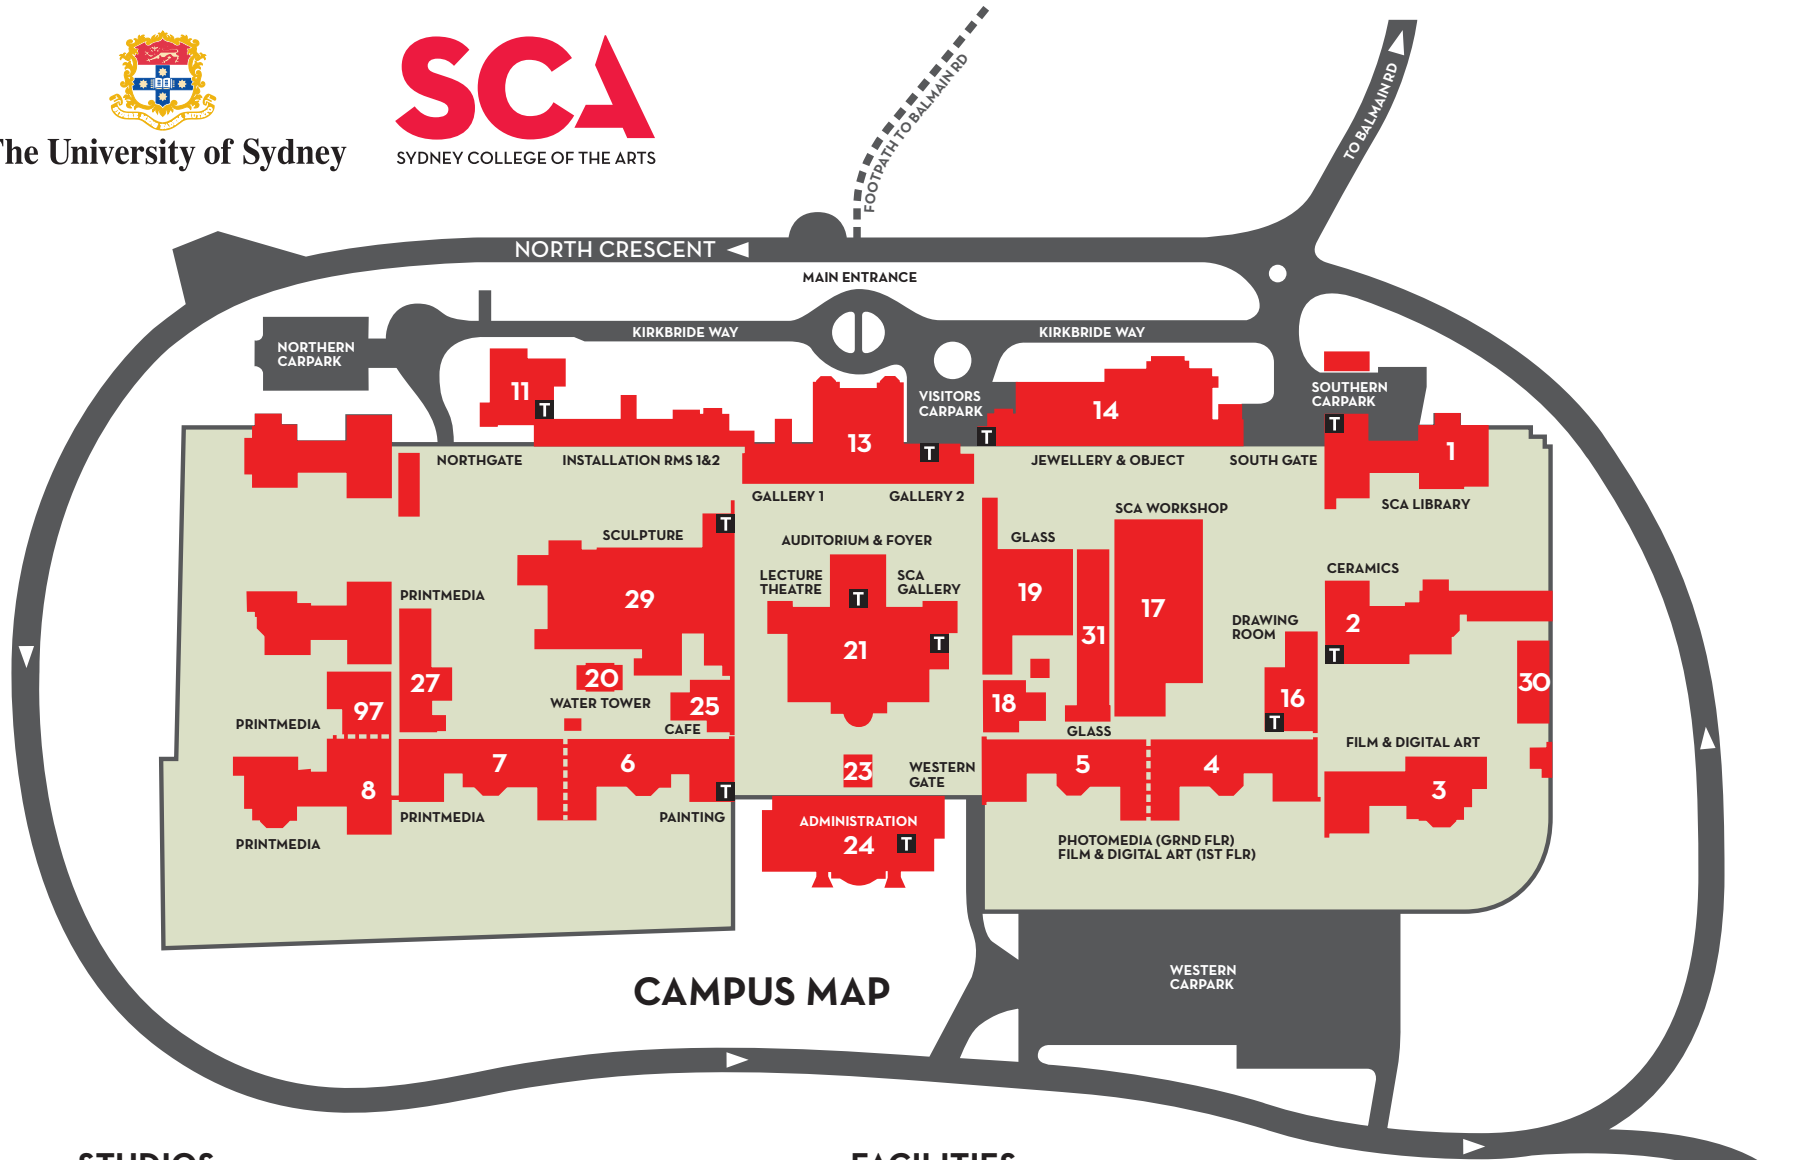 The University of Sydney
SCA
SYDNEY COLLEGE OF THE ARTS
FOOTPATH TO BALMAIN RD
TO BALMAIN RD
NORTH CRESCENT
MAIN ENTRANCE
KIRKBRIDE WAY
KIRKBRIDE WAY
NORTHERN
CARPARK
11
T
VISITORS
CARPARK
14
SOUTHERN
CARPARK
T
13
T
T
1
NORTHGATE
INSTALLATION RMS 1&2
JEWELLERY & OBJECT
SOUTH GATE
GALLERY 1
GALLERY 2
SCA LIBRARY
SCA WORKSHOP
T
SCULPTURE
AUDITORIUM & FOYER
GLASS
CERAMICS
LECTURE
THEATRE
SCA
GALLERY
PRINTMEDIA
29
T
19
17
31
DRAWING
ROOM
2
T
21
T
27
20
WATER TOWER
25
CAFE
18
16
T
30
97
PRINTMEDIA
GLASS
FILM & DIGITAL ART
7
6
23
WESTERN
GATE
5
4
8
T
3
PRINTMEDIA
PAINTING
ADMINISTRATION
24
T
PRINTMEDIA
PHOTOMEDIA (GRND FLR)
FILM & DIGITAL ART (1ST FLR)
WESTERN
CARPARK
CAMPUS MAP
STUDIOS
FACILITIES